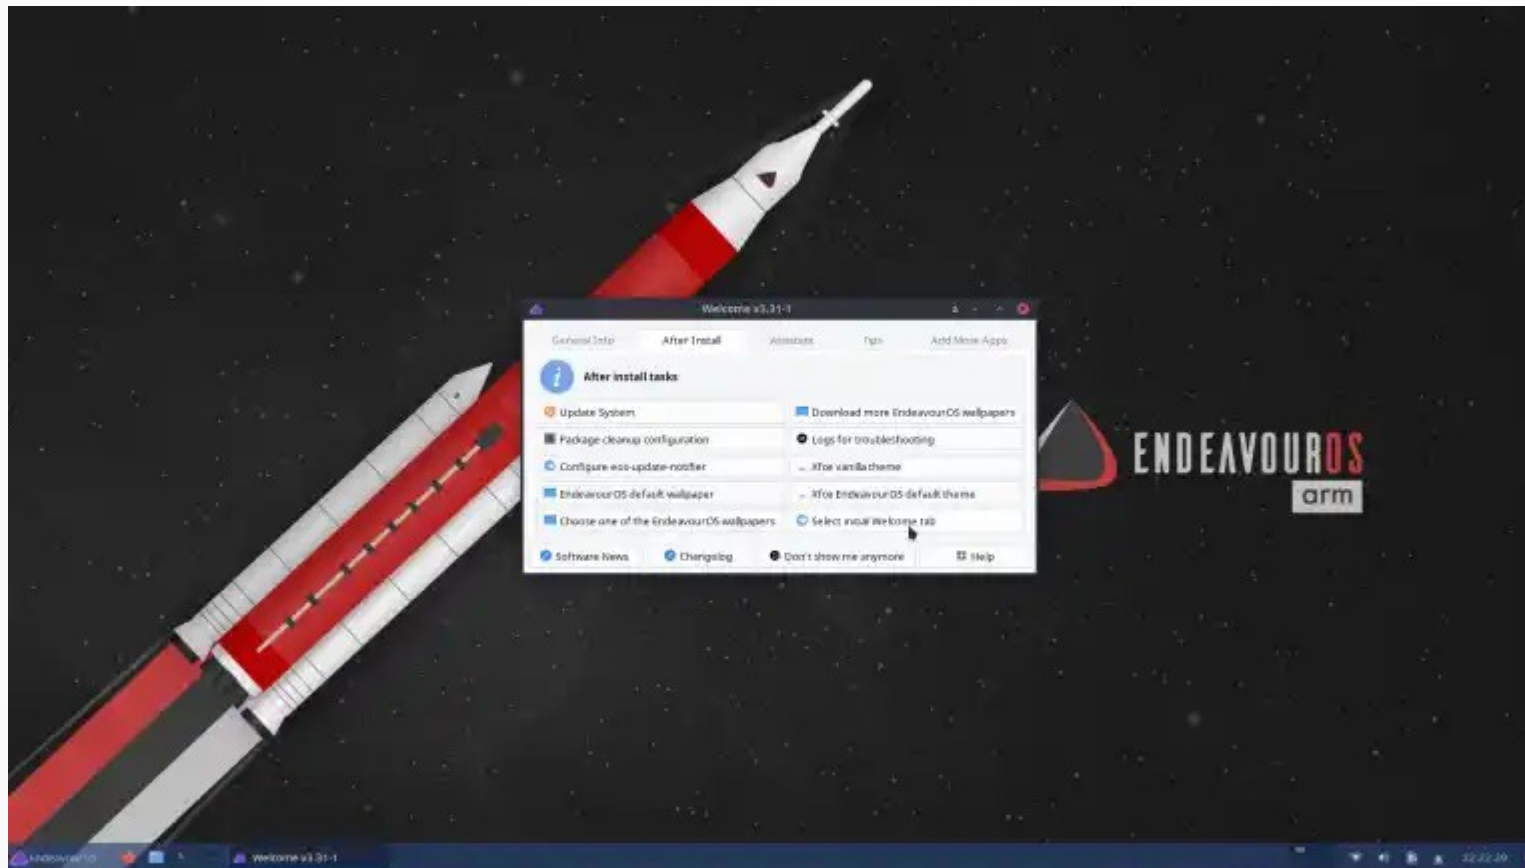 Welcome v3.31-1
General Info After Install Assistant Tips Add More Apps
After install tasks
Update System Download more EndeavourOS wallpapers
Package cleanup configuration Logs for troubleshooting
Configure eos-update-notifier Xfce vanilla theme
EndeavourOS default wallpaper Xfce EndeavourOS default theme
Choose one of the EndeavourOS wallpapers Select initial Welcome tab
Software News Changelog Don't show me anymore Help
ENDEAVOUROS
arm
Welcome v3.31-1